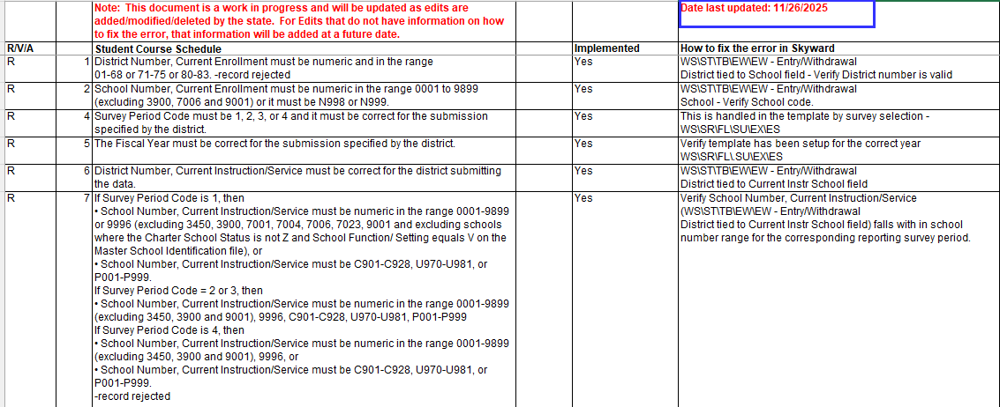 Note:  This document is a work in progress and will be updated as edits are
added/modified/deleted by the state.  For Edits that do not have information on how
to fix the error, that information will be added at a future date.
Date last updated: 11/26/2025
R/V/A Student Course Schedule Implemented How to fix the error in Skyward
R 1 District Number, Current Enrollment must be numeric and in the range Yes WS\ST\TB\EW\EW - Entry/Withdrawal
01-68 or 71-75 or 80-83. -record rejected District tied to School field - Verify District number is valid
R 2 School Number, Current Enrollment must be numeric in the range 0001 to 9899 Yes WS\ST\TB\EW\EW - Entry/Withdrawal
(excluding 3900, 7006 and 9001) or it must be N998 or N999. School - Verify School code.
R 4 Survey Period Code must be 1, 2, 3, or 4 and it must be correct for the submission Yes This is handled in the template by survey selection -
specified by the district. WS\SR\FL\SU\EX\ES
R 5 The Fiscal Year must be correct for the submission specified by the district. Yes Verify template has been setup for the correct year
WS\SR\FL\.SU\EX\ES
R 6 District Number, Current Instruction/Service must be correct for the district submitting Yes WS\ST\TB\EW\EW - Entry/Withdrawal
the data. District tied to Current Instr School field
R 7 If Survey Period Code is 1, then Yes Verify School Number, Current Instruction/Service
• School Number, Current Instruction/Service must be numeric in the range 0001-9899 (WS\ST\TB\EW\EW - Entry/Withdrawal
or 9996 (excluding 3450, 3900, 7001, 7004, 7006, 7023, 9001 and excluding schools District tied to Current Instr School field) falls with in school
where the Charter School Status is not Z and School Function/ Setting equals V on the number range for the corresponding reporting survey period.
Master School Identification file), or
• School Number, Current Instruction/Service must be C901-C928, U970-U981, or
P001-P999.
If Survey Period Code = 2 or 3, then
• School Number, Current Instruction/Service must be numeric in the range 0001-9899
(excluding 3450, 3900 and 9001), 9996, C901-C928, U970-U981, P001-P999
If Survey Period Code is 4, then
• School Number, Current Instruction/Service must be numeric in the range 0001-9899
(excluding 3450, 3900 and 9001), 9996, or
• School Number, Current Instruction/Service must be C901-C928, U970-U981, or
P001-P999.
-record rejected